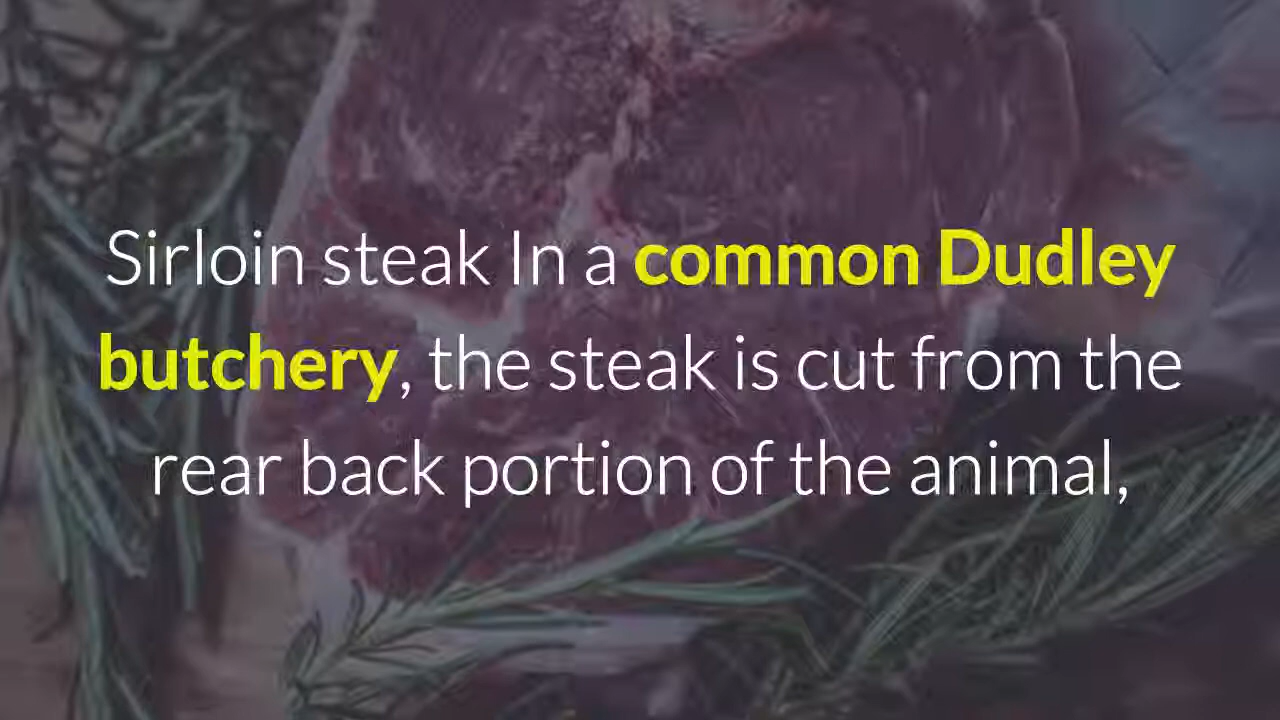 Sirloin steak In a common Dudley
butchery, the steak is cut from the
rear back portion of the animal,